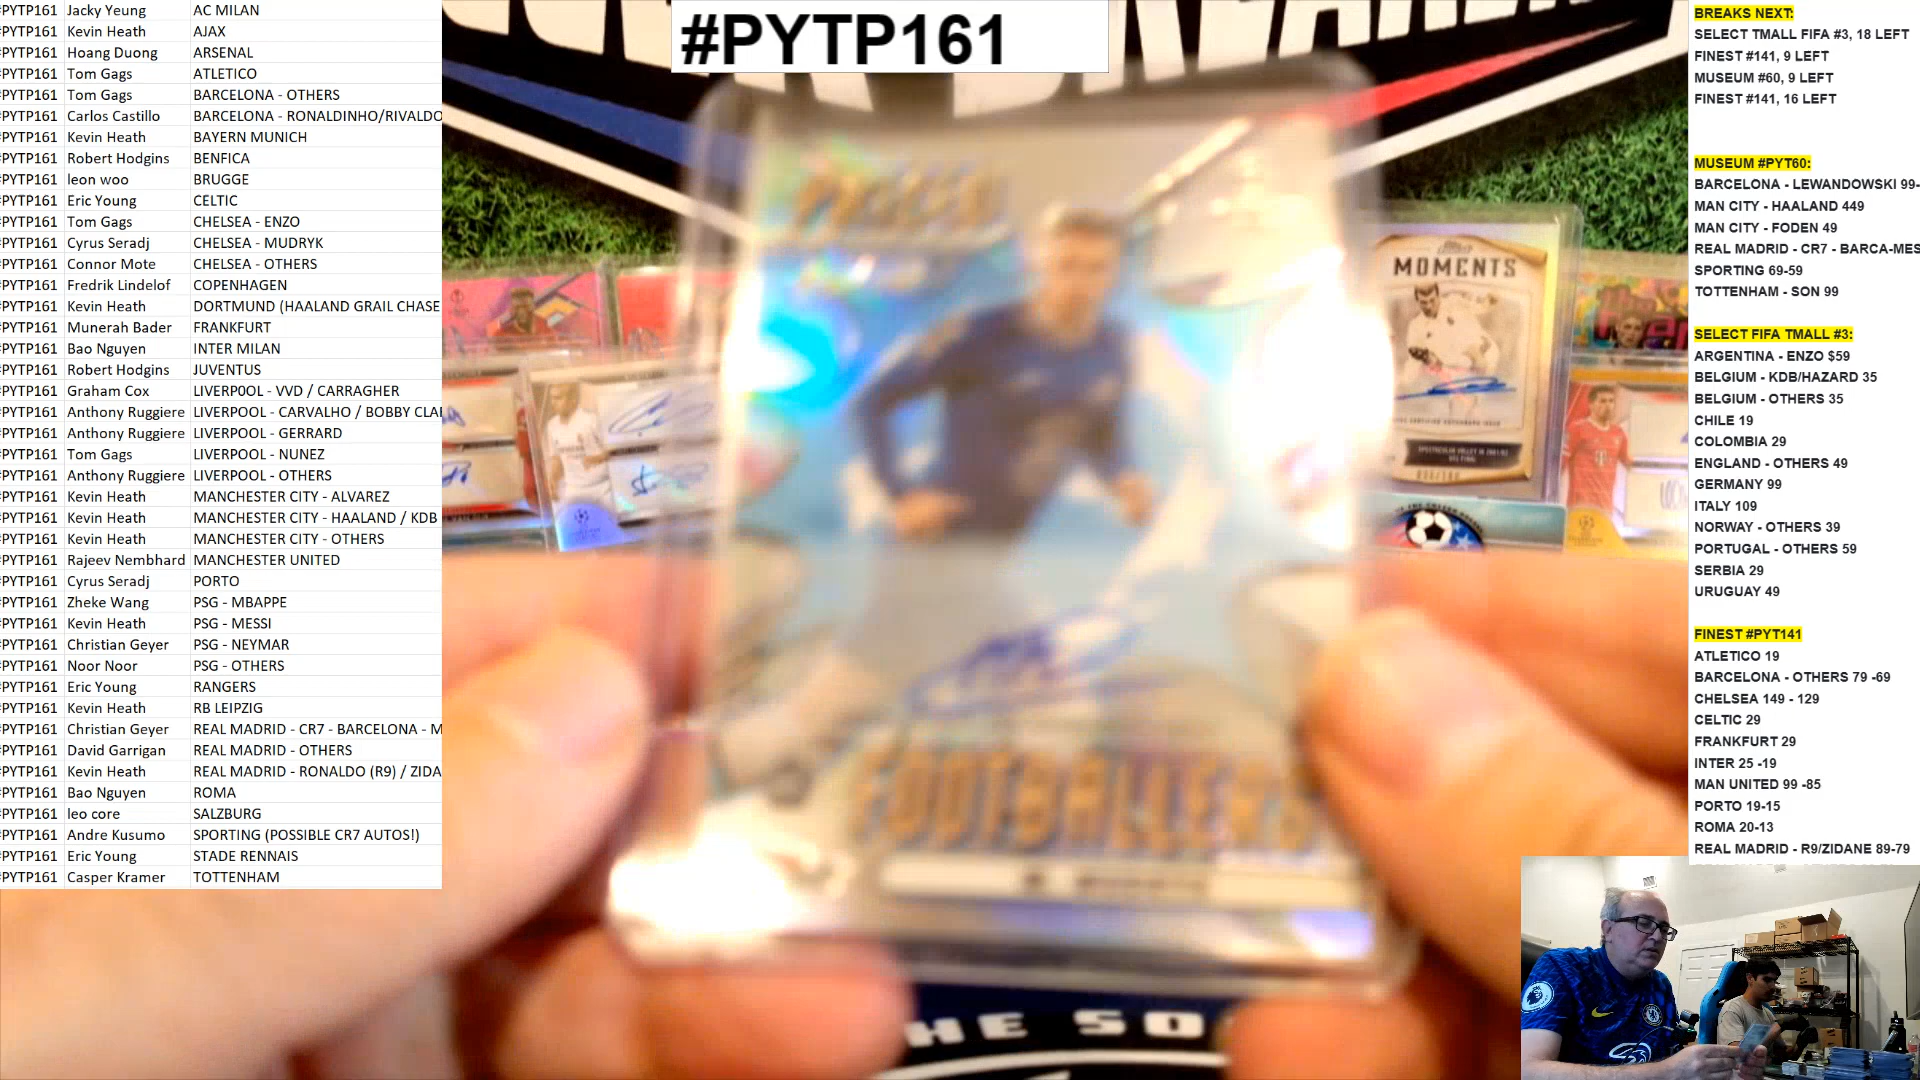 #PYTP161 Jacky Yeung AC MILAN
#PYTP161 Kevin Heath AJAX
#PYTP161 Hoang Duong ARSENAL
#PYTP161 Tom Gags ATLETICO
#PYTP161 Tom Gags BARCELONA - OTHERS
#PYTP161 Carlos Castillo BARCELONA - RONALDINHO/RIVALDO
#PYTP161 Kevin Heath BAYERN MUNICH
#PYTP161 Robert Hodgins BENFICA
#PYTP161 leon woo BRUGGE
#PYTP161 Eric Young CELTIC
#PYTP161 Tom Gags CHELSEA - ENZO
#PYTP161 Cyrus Seradj CHELSEA - MUDRYK
#PYTP161 Connor Mote CHELSEA - OTHERS
#PYTP161 Fredrik Lindelof COPENHAGEN
#PYTP161 Kevin Heath DORTMUND (HAALAND GRAIL CHASE
#PYTP161 Munerah Bader FRANKFURT
#PYTP161 Bao Nguyen INTER MILAN
#PYTP161 Robert Hodgins JUVENTUS
#PYTP161 Graham Cox LIVERP0OL - VVD / CARRAGHER
#PYTP161 Anthony Ruggiere LIVERPOOL - CARVALHO / BOBBY CLA
#PYTP161 Anthony Ruggiere LIVERPOOL - GERRARD
#PYTP161 Tom Gags LIVERPOOL - NUNEZ
#PYTP161 Anthony Ruggiere LIVERPOOL - OTHERS
#PYTP161 Kevin Heath MANCHESTER CITY - ALVAREZ
#PYTP161 Kevin Heath MANCHESTER CITY - HAALAND / KDB
#PYTP161 Kevin Heath MANCHESTER CITY - OTHERS
#PYTP161 Rajeev Nembhard MANCHESTER UNITED
#PYTP161 Cyrus Seradj PORTO
#PYTP161 Zheke Wang PSG - MBAPPE
#PYTP161 Kevin Heath PSG - MESSI
#PYTP161 Christian Geyer PSG - NEYMAR
#PYTP161 Noor Noor PSG - OTHERS
#PYTP161 Eric Young RANGERS
#PYTP161 Kevin Heath RB LEIPZIG
#PYTP161 Christian Geyer REAL MADRID - CR7 - BARCELONA - M
#PYTP161 David Garrigan REAL MADRID - OTHERS
#PYTP161 Kevin Heath REAL MADRID - RONALDO (R9) / ZIDA
#PYTP161 Bao Nguyen ROMA
#PYTP161 leo core SALZBURG
#PYTP161 Andre Kusumo SPORTING (POSSIBLE CR7 AUTOS!)
#PYTP161 Eric Young STADE RENNAIS
#PYTP161 Casper Kramer TOTTENHAM
#PYTP161
MOMENTS
FOOTBALLERS
HE SO
BREAKS NEXT:
SELECT TMALL FIFA #3, 18 LEFT
FINEST #141, 9 LEFT
MUSEUM #60, 9 LEFT
FINEST #141, 16 LEFT
MUSEUM #PYT60:
BARCELONA - LEWANDOWSKI 99-
MAN CITY - HAALAND 449
MAN CITY - FODEN 49
REAL MADRID - CR7 - BARCA-MES
SPORTING 69-59
TOTTENHAM - SON 99
SELECT FIFA TMALL #3:
ARGENTINA - ENZO $59
BELGIUM - KDB/HAZARD 35
BELGIUM - OTHERS 35
CHILE 19
COLOMBIA 29
ENGLAND - OTHERS 49
GERMANY 99
ITALY 109
NORWAY - OTHERS 39
PORTUGAL - OTHERS 59
SERBIA 29
URUGUAY 49
FINEST #PYT141
ATLETICO 19
BARCELONA - OTHERS 79 -69
CHELSEA 149 - 129
CELTIC 29
FRANKFURT 29
INTER 25 -19
MAN UNITED 99 -85
PORTO 19-15
ROMA 20-13
REAL MADRID - R9/ZIDANE 89-79